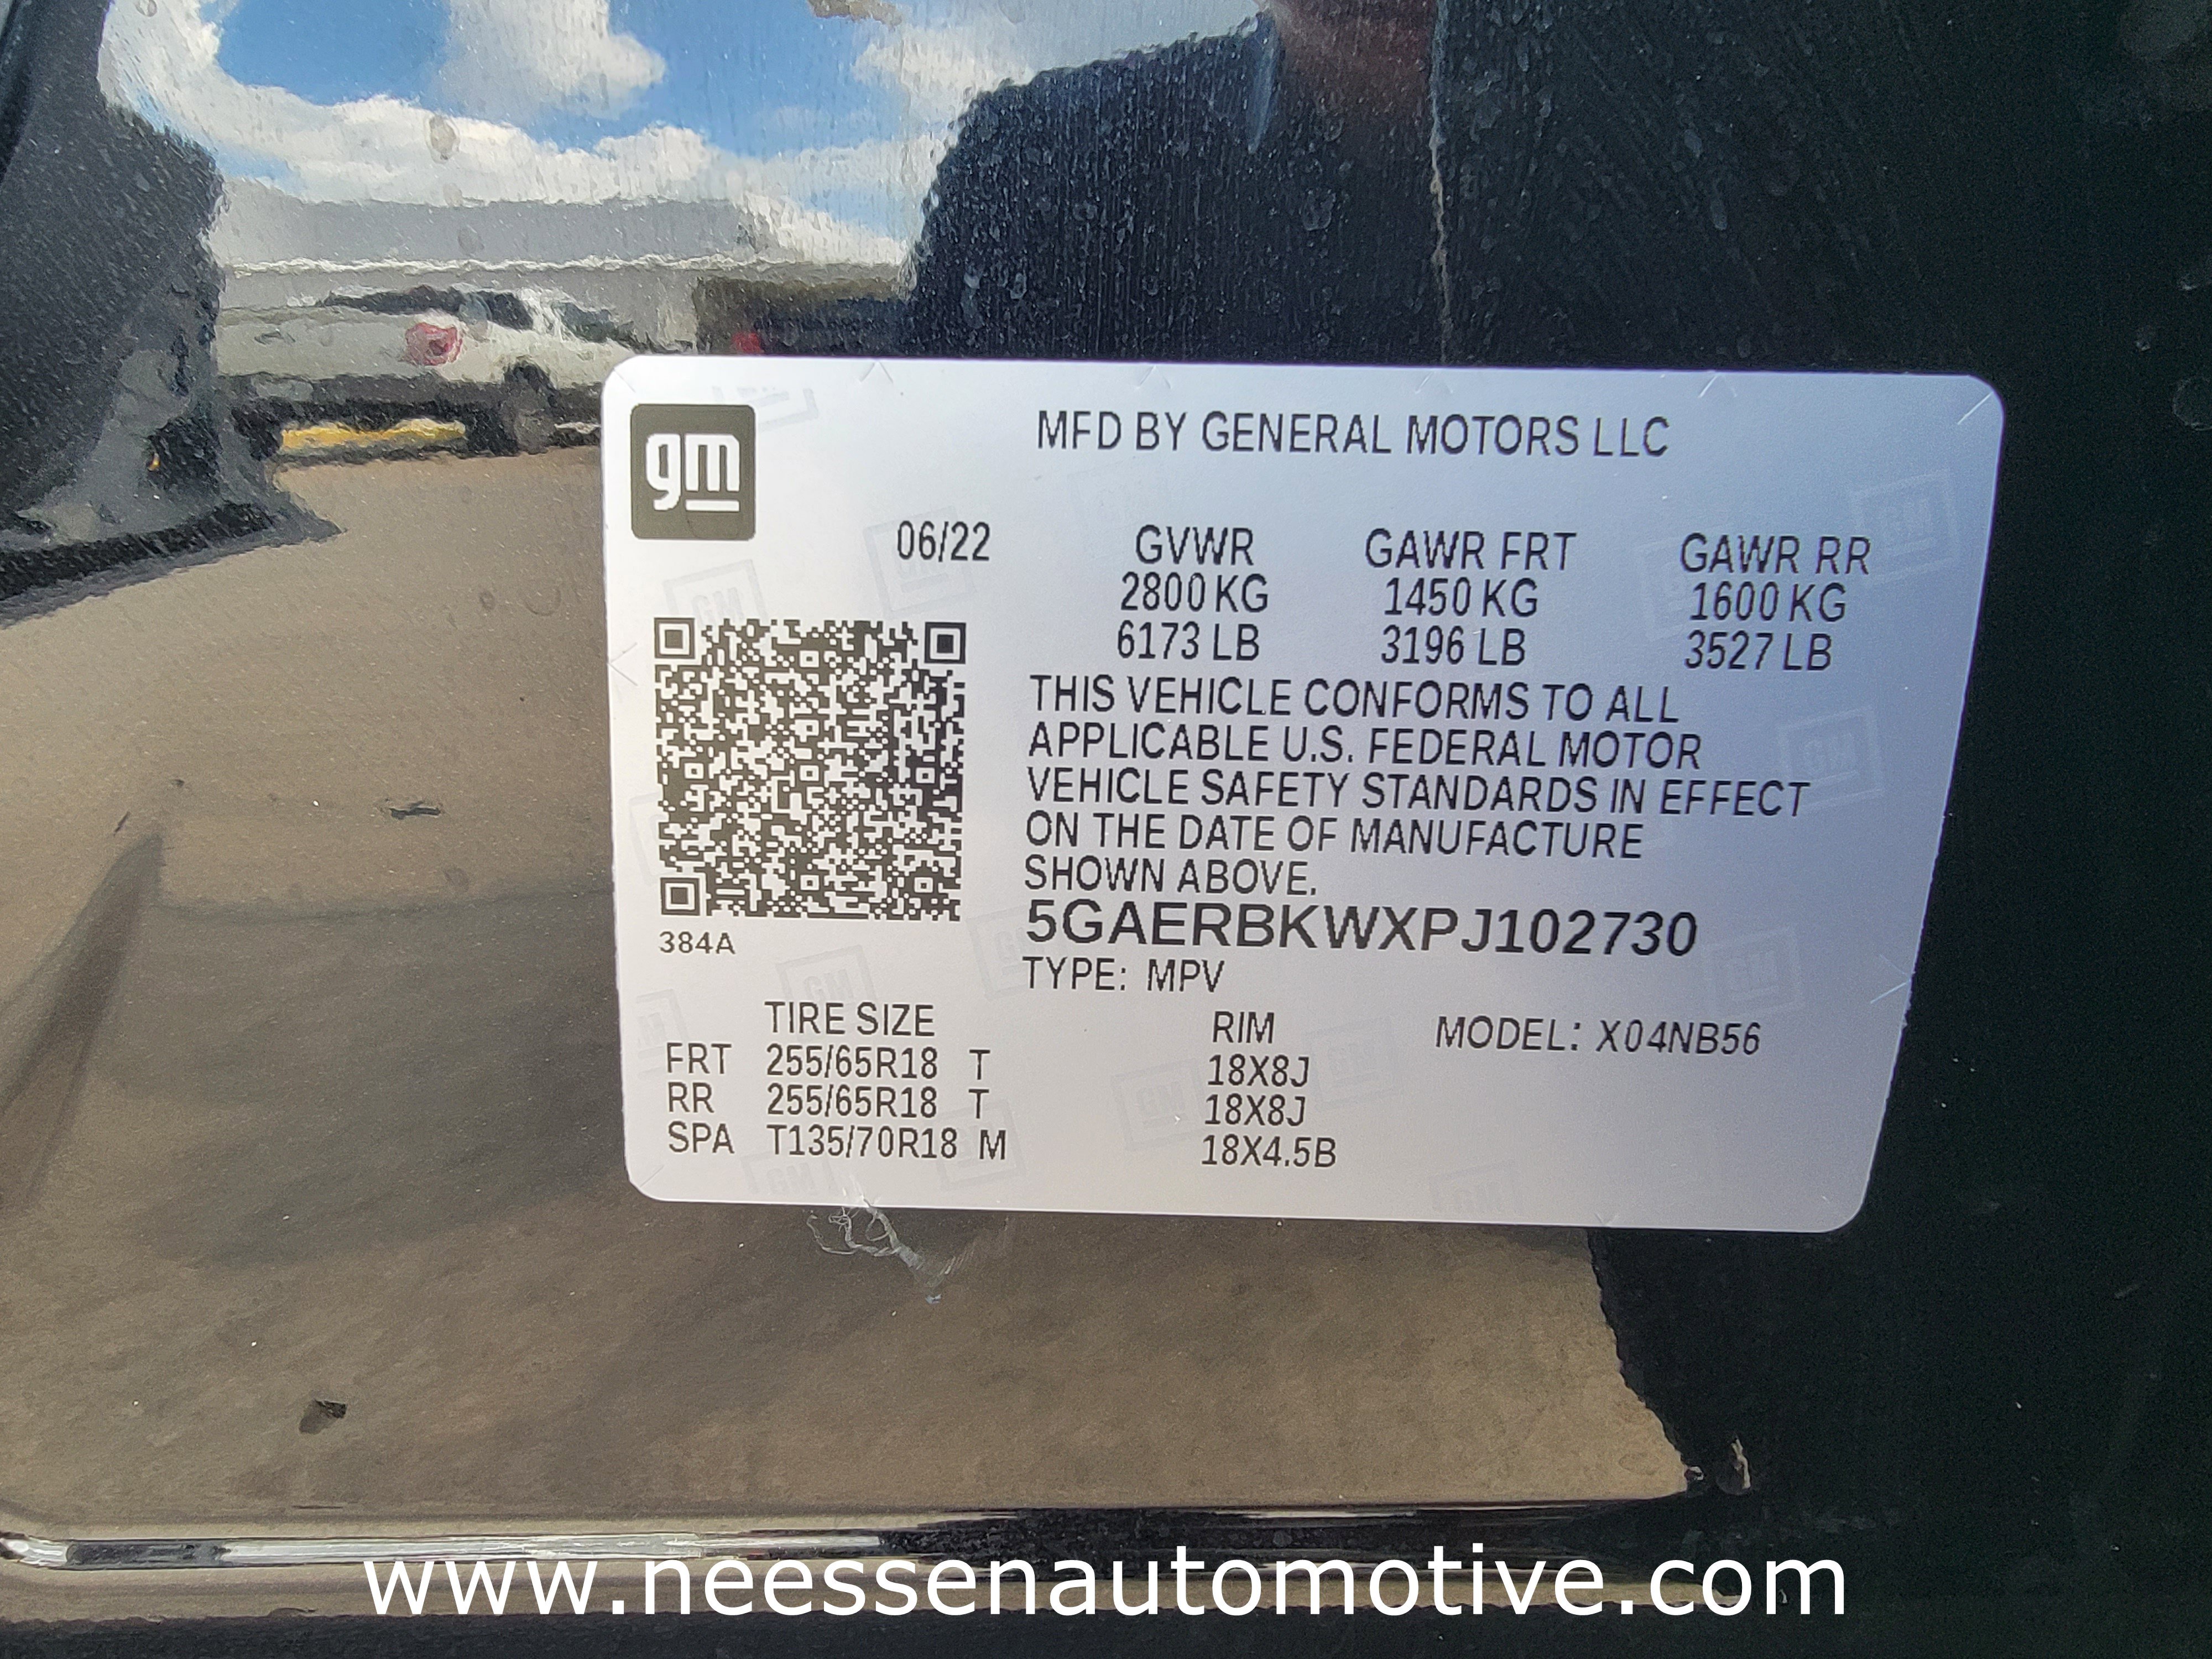 gm
MFD BY GENERAL MOTORS LLC
06/22 GVWR GAWR FRT GAWR RR
2800 KG 1450 KG 1600 KG
6173 LB 3196 LB 3527 LB
THIS VEHICLE CONFORMS TO ALL
APPLICABLE U.S. FEDERAL MOTOR
VEHICLE SAFETY STANDARDS IN EFFECT
ON THE DATE OF MANUFACTURE
SHOWN ABOVE.
5GAERBKWXPJ102730
384A
TYPE: MPV
TIRE SIZE RIM MODEL: X04NB56
FRT 255/65R18 T 18X8J
RR 255/65R18 T 18X8J
SPA T135/70R18 M 18X4.5B
www.neessenautomotive.com